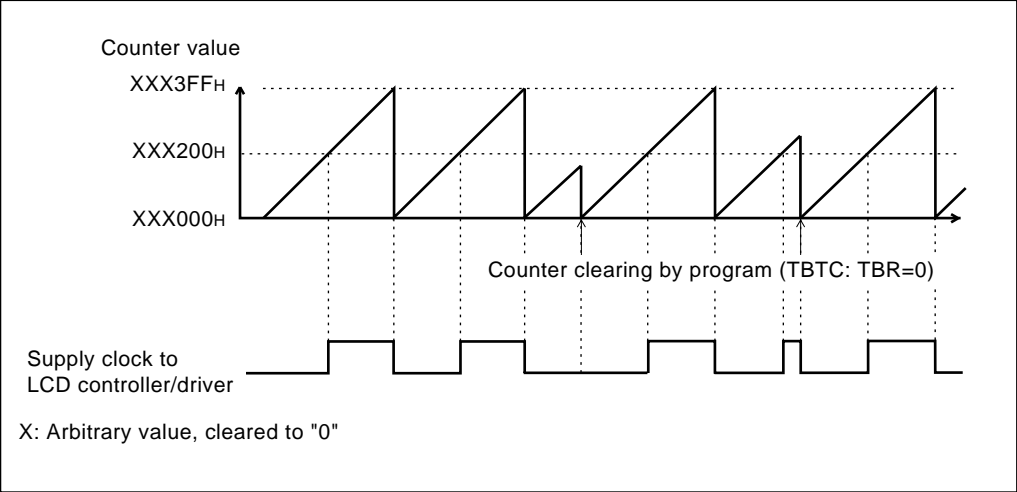 Counter value
XXX3FFH
XXX200H
XXX000H
Counter clearing by program (TBTC: TBR=0)
Supply clock to
LCD controller/driver
X: Arbitrary value, cleared to "0"